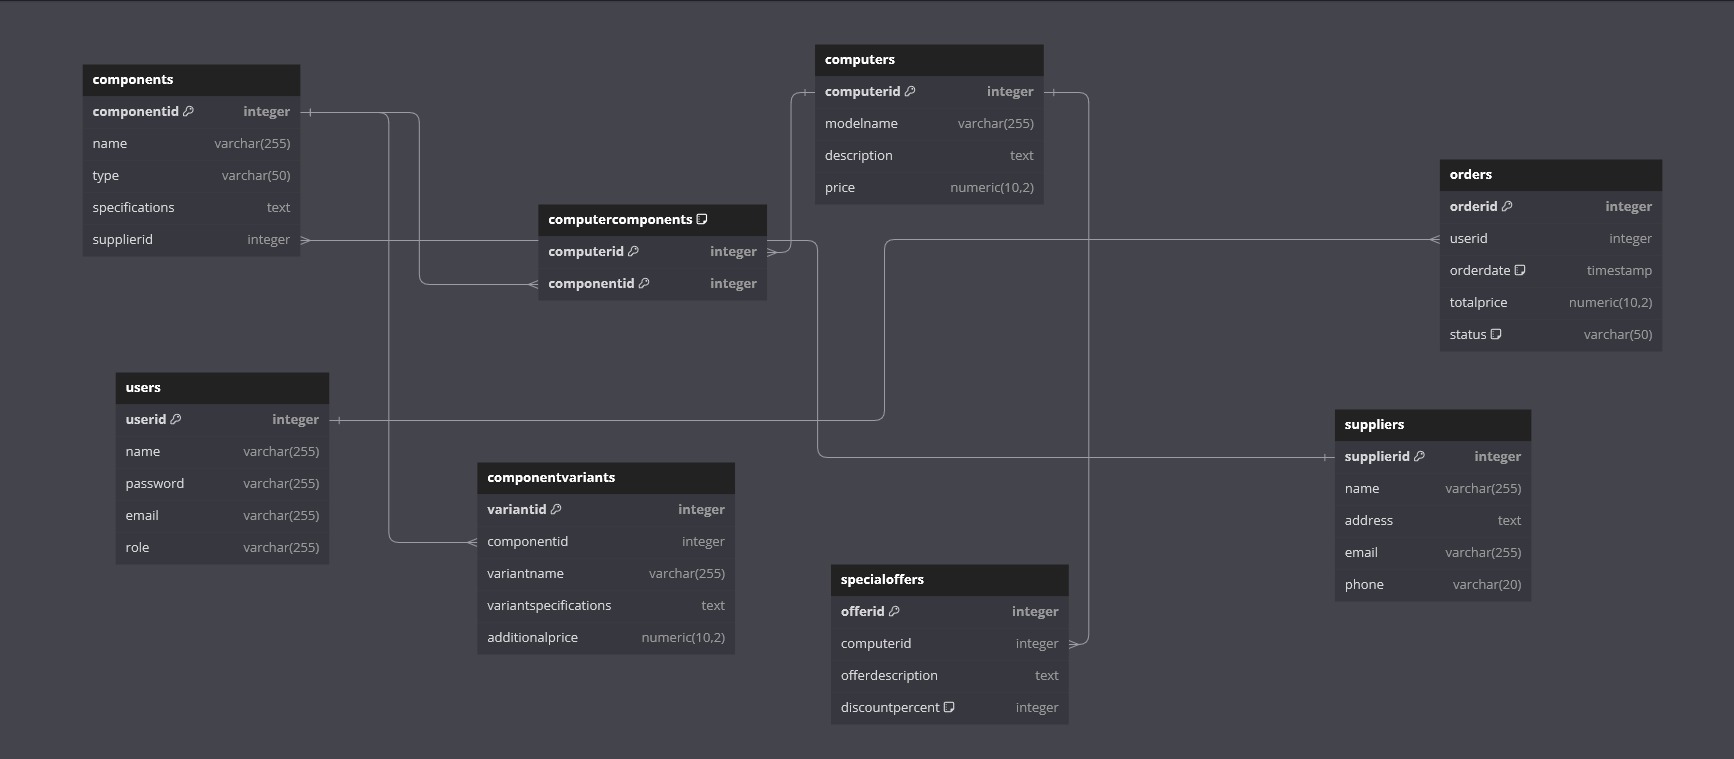 components
componentid integer
name varchar(255)
type varchar(50)
specifications text
supplierid integer
computers
computerid integer
modelname varchar(255)
description text
price numeric(10,2)
orders
orderid integer
userid integer
orderdate timestamp
totalprice numeric(10,2)
status varchar(50)
computercomponents
computerid integer
componentid integer
users
userid integer
name varchar(255)
password varchar(255)
email varchar(255)
role varchar(255)
suppliers
supplierid integer
name varchar(255)
address text
email varchar(255)
phone varchar(20)
componentvariants
variantid integer
componentid integer
variantname varchar(255)
variantspecifications text
additionalprice numeric(10,2)
specialoffers
offerid integer
computerid integer
offerdescription text
discountpercent integer